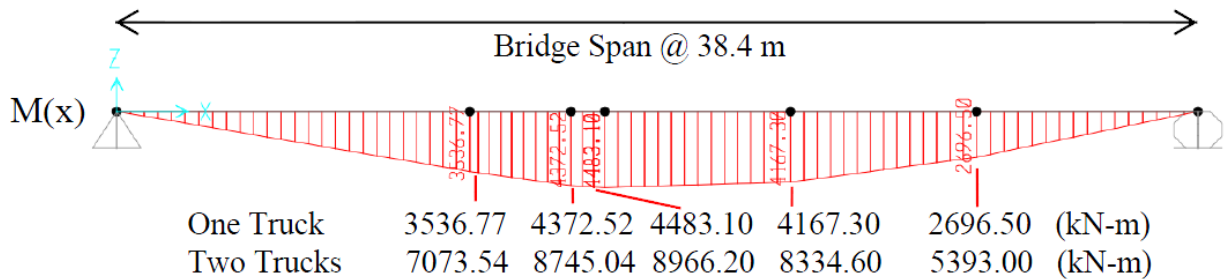 Bridge Span @ 38.4 m
Z
M(x)
X
3536.77
4372.52
4483.10
4167.30
2696.50
One Truck 3536.77 4372.52 4483.10 4167.30 2696.50 (kN-m)
Two Trucks 7073.54 8745.04 8966.20 8334.60 5393.00 (kN-m)